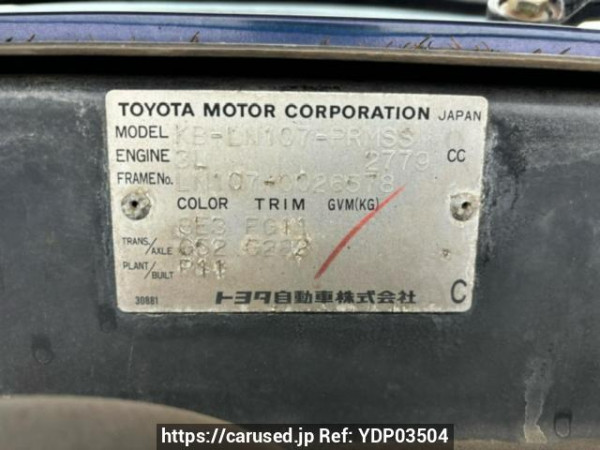 TOYOTA MOTOR CORPORATION JAPAN
MODEL KB-LN107-PRMSS
ENGINE 3L 2779 CC
FRAME No. LN107-0026578
COLOR TRIM GVM(KG)
8E3 FG11
TRANS./AXLE G52 G292
PLANT/BUILT P11
30881 トヨタ自動車株式会社 C
https://carused.jp Ref: YDP03504